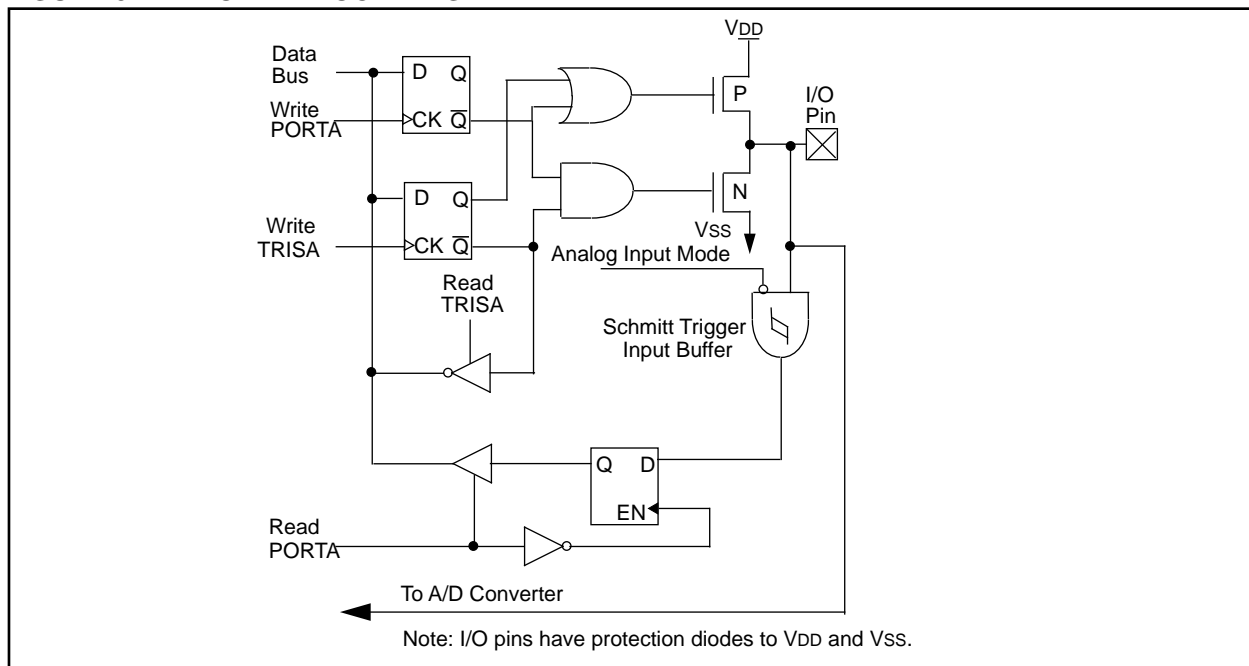 Data
Bus
D Q
Write
PORTA
CK Q
D Q
Write
TRISA
CK Q
VDD
P
I/O
Pin
N
VSS
Analog Input Mode
Read
TRISA
Schmitt Trigger
Input Buffer
Q D
EN
Read
PORTA
To A/D Converter
Note: I/O pins have protection diodes to VDD and VSS.